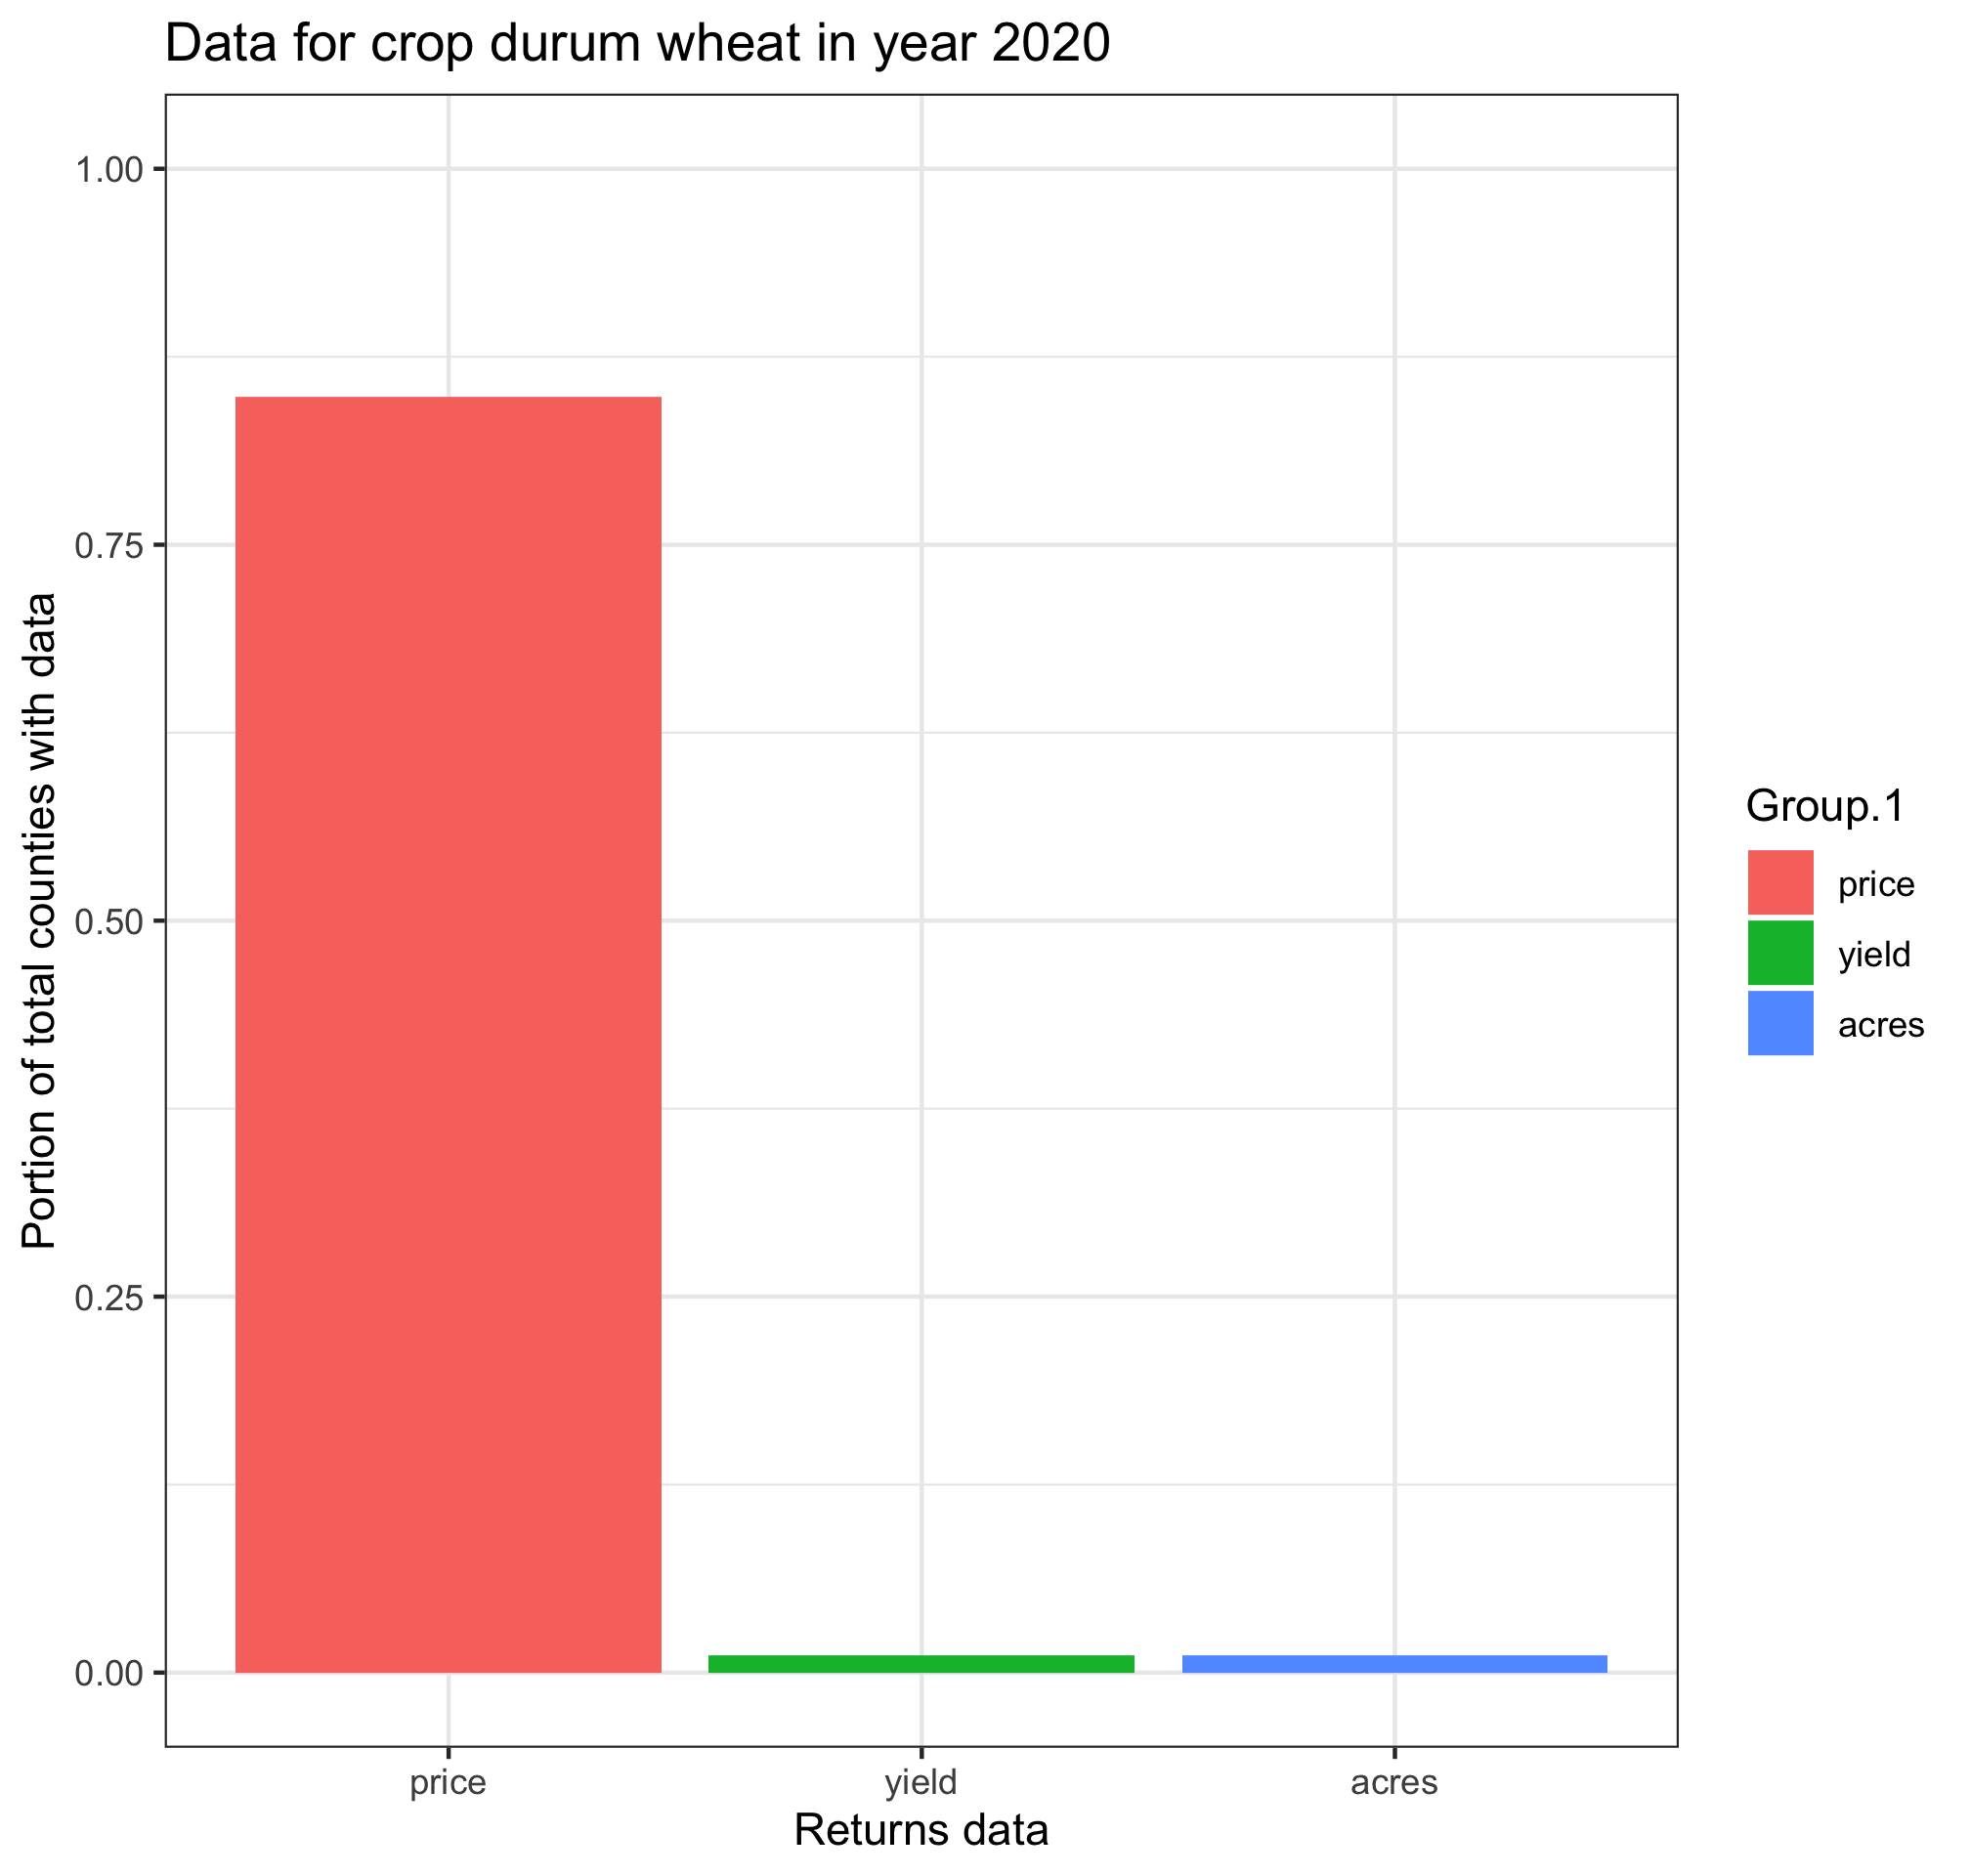 Data for crop durum wheat in year 2020
Portion of total counties with data
1.00
0.75
0.50
0.25
0.00
price
yield
acres
Returns data
Group.1
price
yield
acres